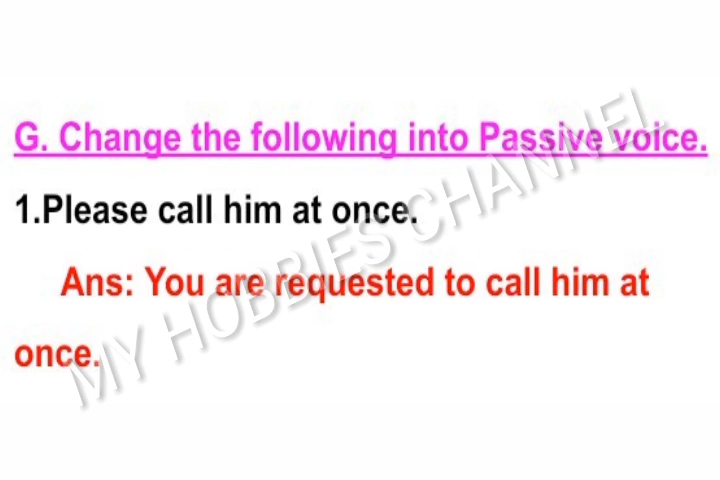 G. Change the following into Passive voice.
1.Please call him at once.
Ans: You are requested to call him at
once.
MY HOBBIES CHANNEL